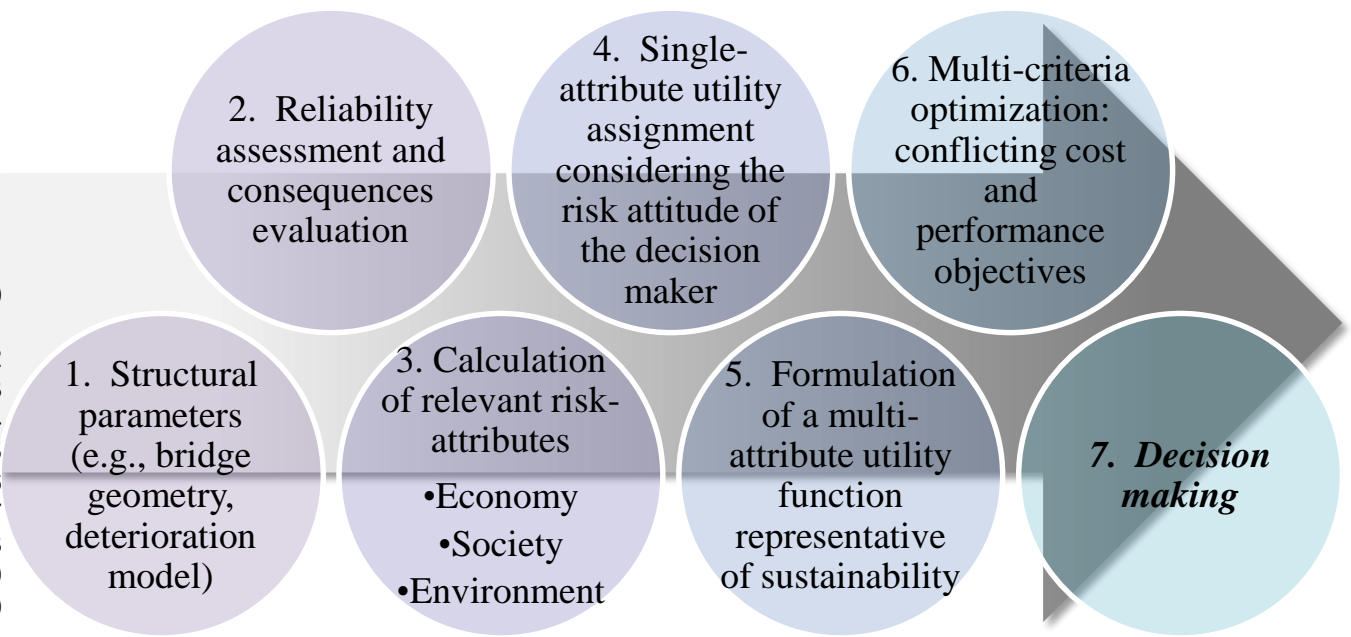 1. Structural
parameters
(e.g., bridge
geometry,
deterioration
model)
2. Reliability
assessment and
consequences
evaluation
3. Calculation
of relevant risk-
attributes
•Economy
•Society
•Environment
4. Single-
attribute utility
assignment
considering the
risk attitude of
the decision
maker
5. Formulation
of a multi-
attribute utility
function
representative
of sustainability
6. Multi-criteria
optimization:
conflicting cost
and
performance
objectives
7. Decision
making